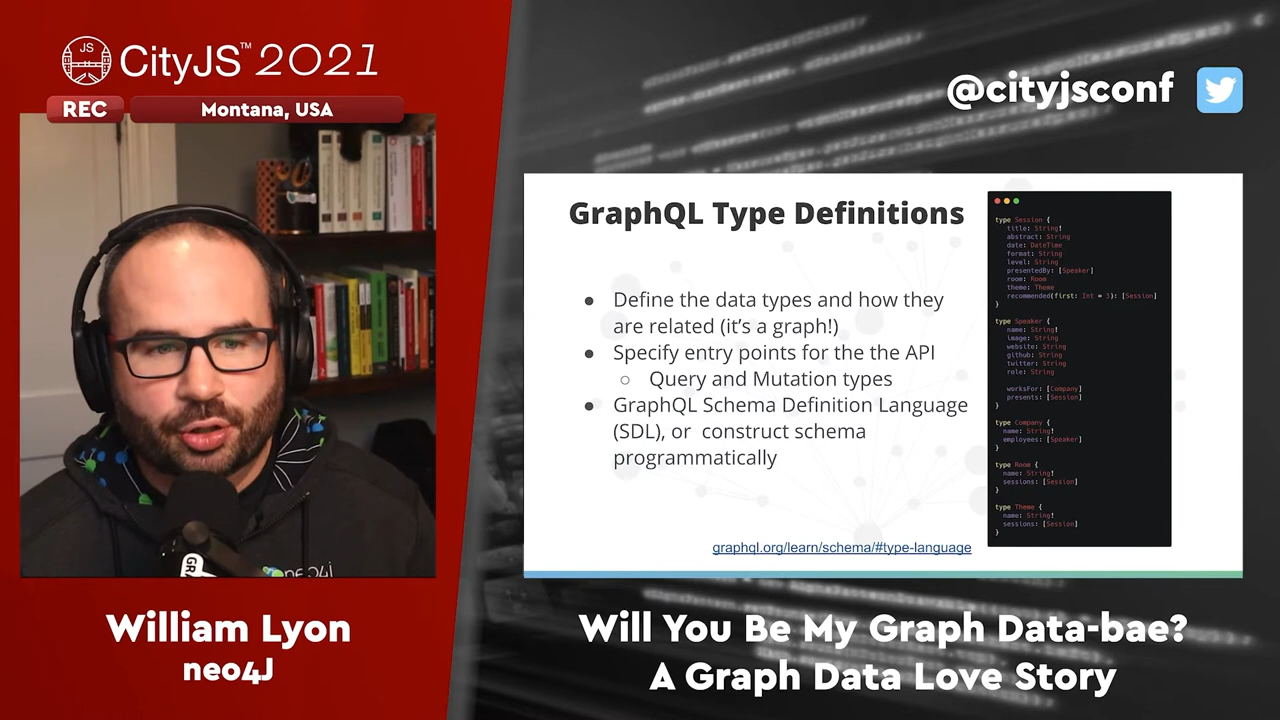 JS
CityJS™ 2021
REC
Montana, USA
@cityjsconf
GraphQL Type Definitions
● Define the data types and how they
are related (it's a graph!)
● Specify entry points for the the API
○ Query and Mutation types
● GraphQL Schema Definition Language
(SDL), or construct schema
programmatically
graphql.org/learn/schema/#type-language
type Session {
title: String!
abstract: String
date: DateTime
format: String
level: String
presentedBy: [Speaker]
room: Room
theme: Theme
recommended(first: Int = 3): [Session]
}
type Speaker {
name: String!
image: String
website: String
github: String
twitter: String
role: String
worksFor: [Company]
presents: [Session]
}
type Company {
name: String!
employees: [Speaker]
}
type Room {
name: String!
sessions: [Session]
}
type Theme {
name: String!
sessions: [Session]
}
neo4j
William Lyon
neo4J
Will You Be My Graph Data-bae?
A Graph Data Love Story